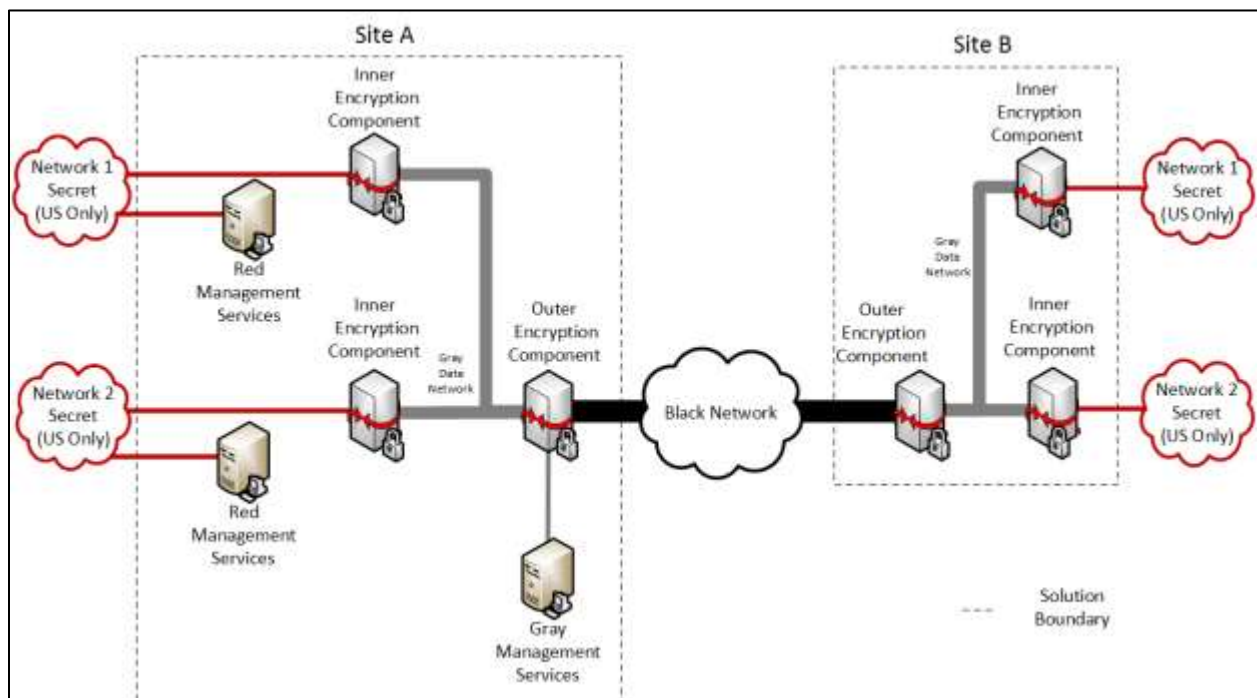 Site A
Site B
Inner
Encryption
Component
Network 1
Secret
(US Only)
Red
Management
Services
Inner
Encryption
Component
Gray
Data
Network
Outer
Encryption
Component
Network 2
Secret
(US Only)
Red
Management
Services
Gray
Management
Services
Black Network
Inner
Encryption
Component
Network 1
Secret
(US Only)
Gray
Data
Network
Outer
Encryption
Component
Inner
Encryption
Component
Network 2
Secret
(US Only)
Solution
Boundary